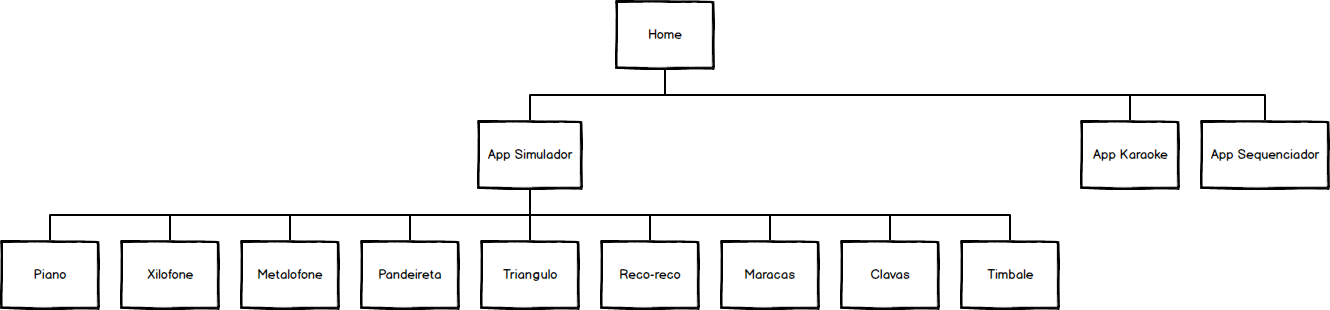 Home
App Simulador
App Karaoke
App Sequenciador
Piano
Xilofone
Metalofone
Pandeireta
Triangulo
Reco-reco
Maracas
Clavas
Timbale